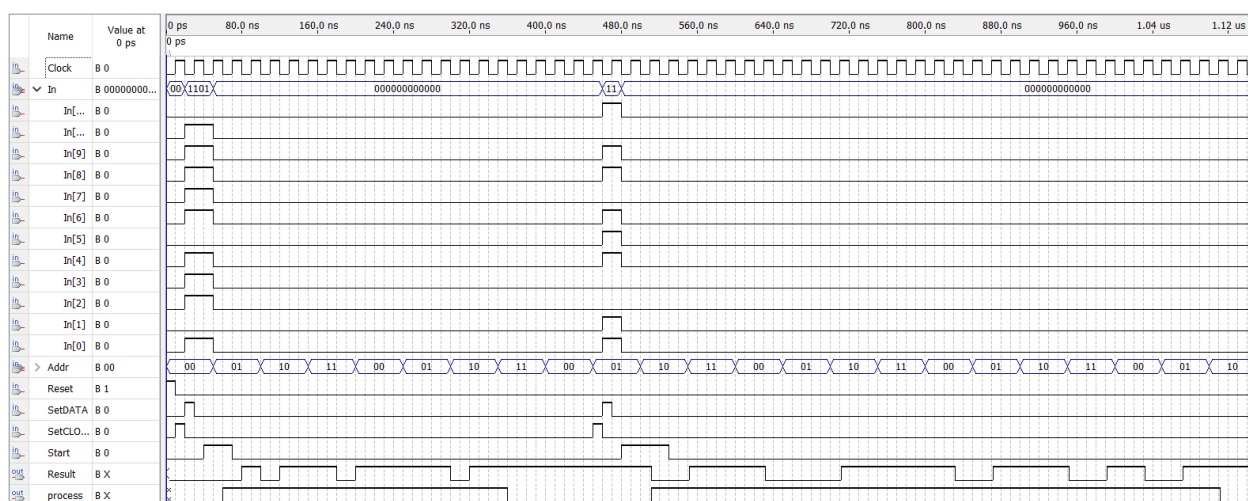 Name Value at 0 ps 0 ps 80.0 ns 160.0 ns 240.0 ns 320.0 ns 400.0 ns 480.0 ns 560.0 ns 640.0 ns 720.0 ns 800.0 ns 880.0 ns 960.0 ns 1.04 us 1.12 us
0 ps
Clock B 0
In B 00000000... 00 1101 000000000000 11 000000000000
In[... B 0
In[... B 0
In[9] B 0
In[8] B 0
In[7] B 0
In[6] B 0
In[5] B 0
In[4] B 0
In[3] B 0
In[2] B 0
In[1] B 0
In[0] B 0
Addr B 00 00 01 10 11 00 01 10 11 00 01 10 11 00 01 10 11 00 01 10 11 00 01 10
Reset B 1
SetDATA B 0
SetCLO... B 0
Start B 0
Result B X
process B X